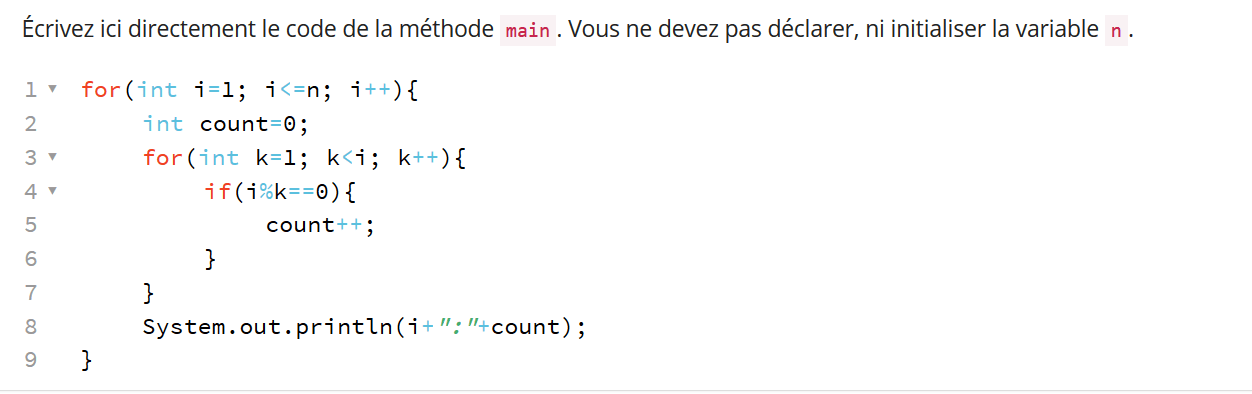 Écrivez ici directement le code de la méthode main. Vous ne devez pas déclarer, ni initialiser la variable n.
1 for(int i=1; i<=n; i++){
2 int count=0;
3 for(int k=1; k<i; k++){
4 if(i%k==0){
5 count++;
6 }
7 }
8 System.out.println(i+":"+count);
9 }